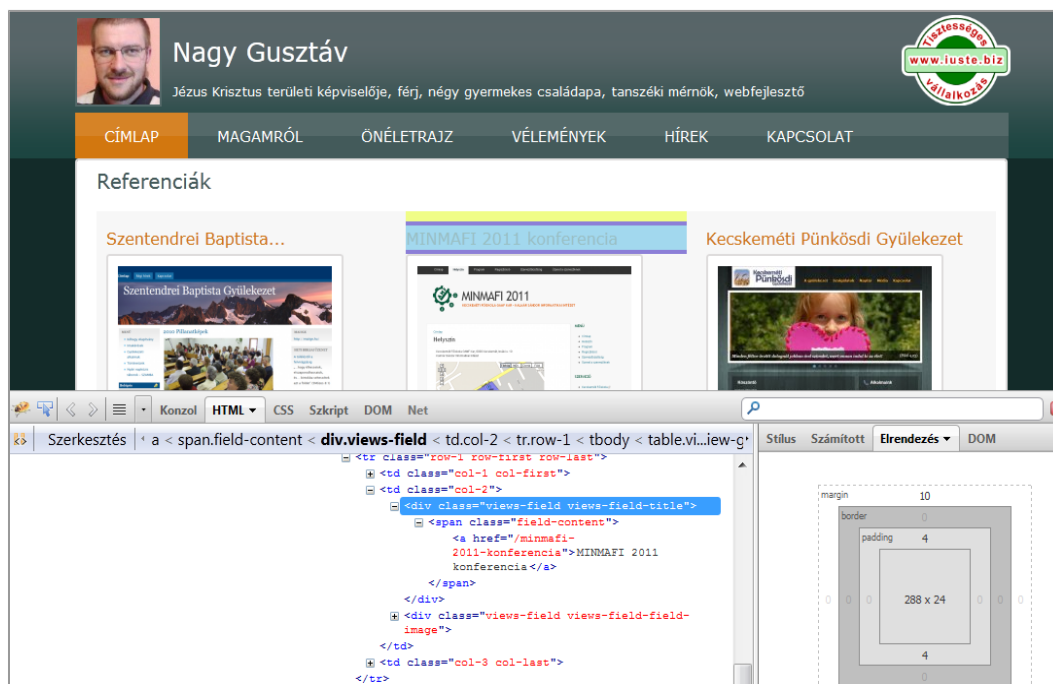 Nagy Gusztáv
Jézus Krisztus területi képviselője, férj, négy gyermekes családapa, tanszéki mérnök, webfejlesztő
Tisztességes
www.iuste.biz
vállalkozás
CÍMLAP MAGAMRÓL ÖNÉLETRAJZ VÉLEMÉNYEK HÍREK KAPCSOLAT
Referenciák
Szentendrei Baptista... MINMAFI 2011 konferencia Kecskeméti Pünkösdi Gyülekezet
Szentendrei Baptista Gyülekezet
MINMAFI 2011
Helyszín
Kecskeméti
Pünkösdi
Konzol HTML CSS Szkript DOM Net
Szerkesztés a < span.field-content < div.views-field < td.col-2 < tr.row-1 < tbody < table.vi...iew-g
Stílus Számított Elrendezés DOM
<tr class="row-1 row-first row-last">
<td class="col-1 col-first">
<td class="col-2">
<div class="views-field views-field-title">
<span class="field-content">
<a href="/minmafi-
2011-konferencia">MINMAFI 2011
konferencia</a>
</span>
</div>
<div class="views-field views-field-field-
image">
</td>
<td class="col-3 col-last">
</tr>
margin 10
border 0
padding 4
0 0 0 288 x 24 0 0 0
4
0